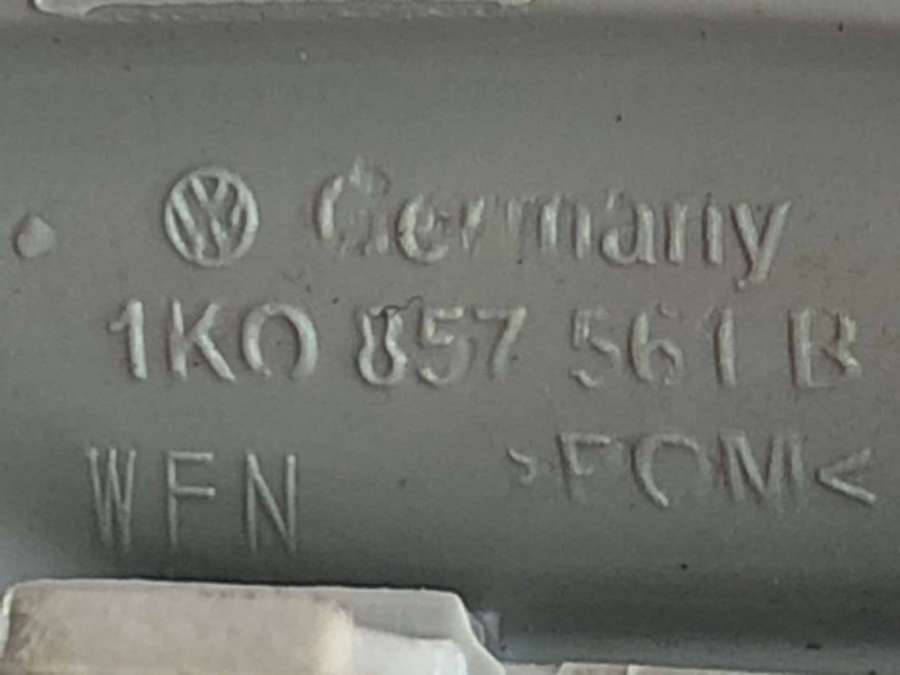 Germany
1K0 857 561 B
WFN >POM<